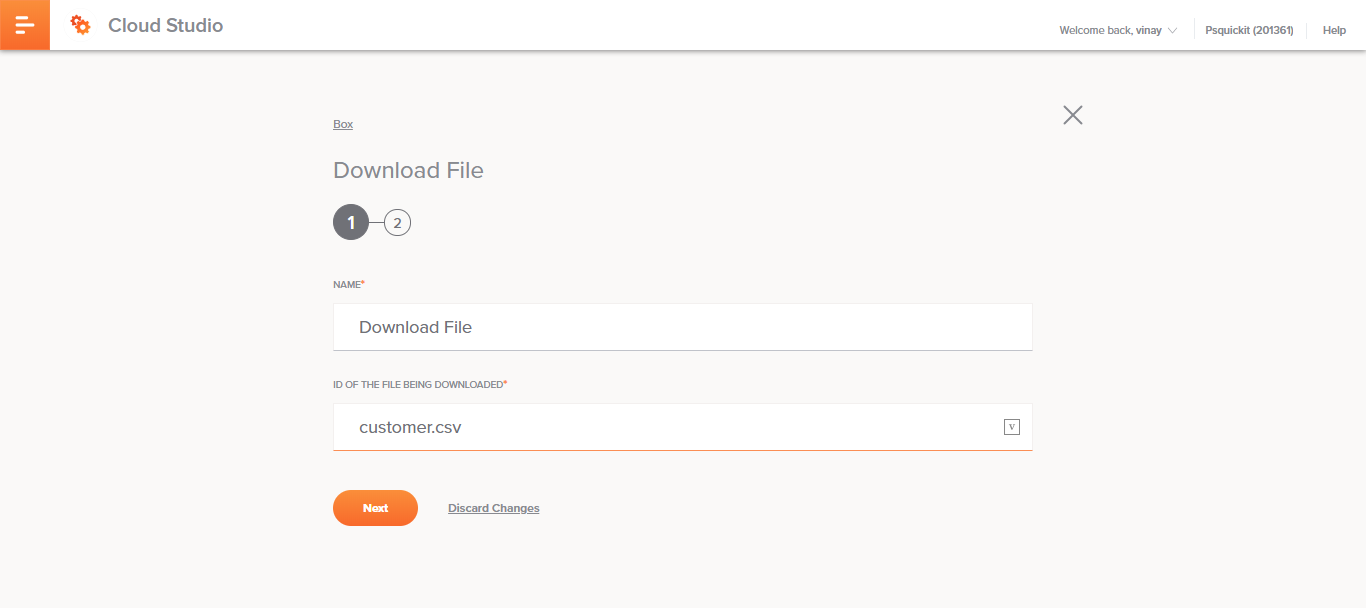 Cloud Studio
Welcome back, vinay
Psquickit (201361)
Help
Box
Download File
1
2
NAME*
Download File
ID OF THE FILE BEING DOWNLOADED*
customer.csv
V
Next
Discard Changes